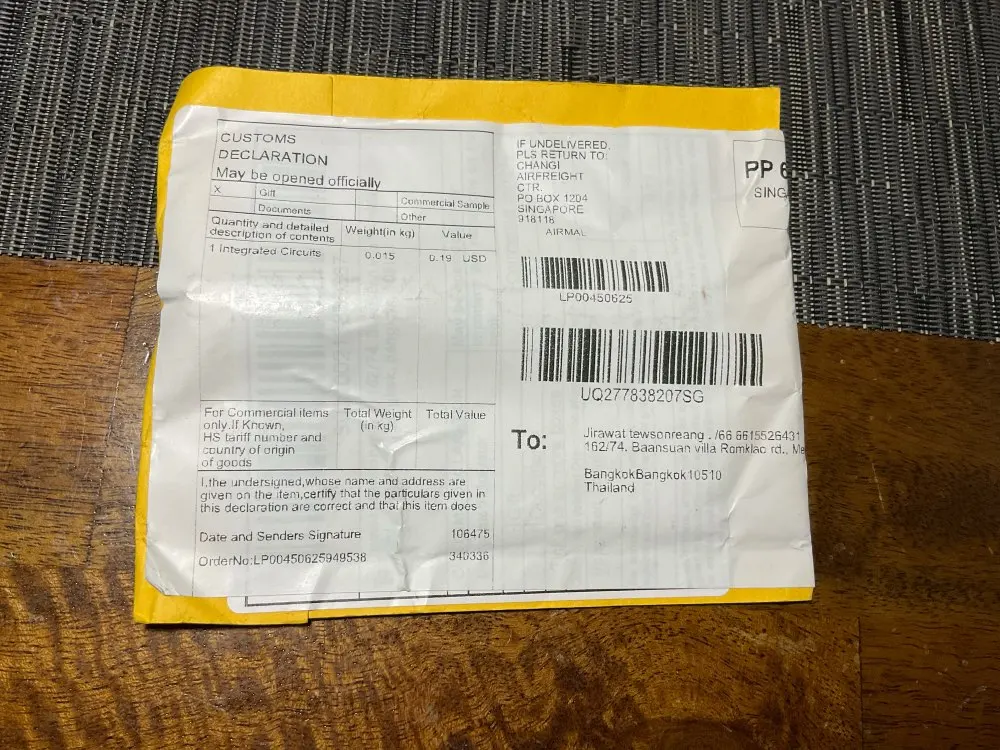 CUSTOMS
DECLARATION
May be opened officially
X Gift Commercial Sample
Documents Other
Quantity and detailed description of contents Weight(in kg) Value
1 Integrated Circuits 0.015 0.19 USD
For Commercial items
only.If Known,
HS tariff number and
country of origin
of goods
Total Weight
(in kg)
Total Value
I,the undersigned,whose name and address are
given on the item,certify that the particulars given in
this declaration are correct and that this item does
Date and Senders Signature 106475
OrderNo:LP00450625949538 340336
IF UNDELIVERED,
PLS RETURN TO:
CHANGI
AIRFREIGHT
CTR.
PO BOX 1204
SINGAPORE
918118
AIRMAL
PP 6
SING
LP00450625
UQ277838207SG
To:
Jirawat tewsonreang . /66 6615526431
162/74. Baansuan villa Romklao rd., Me
BangkokBangkok10510
Thailand